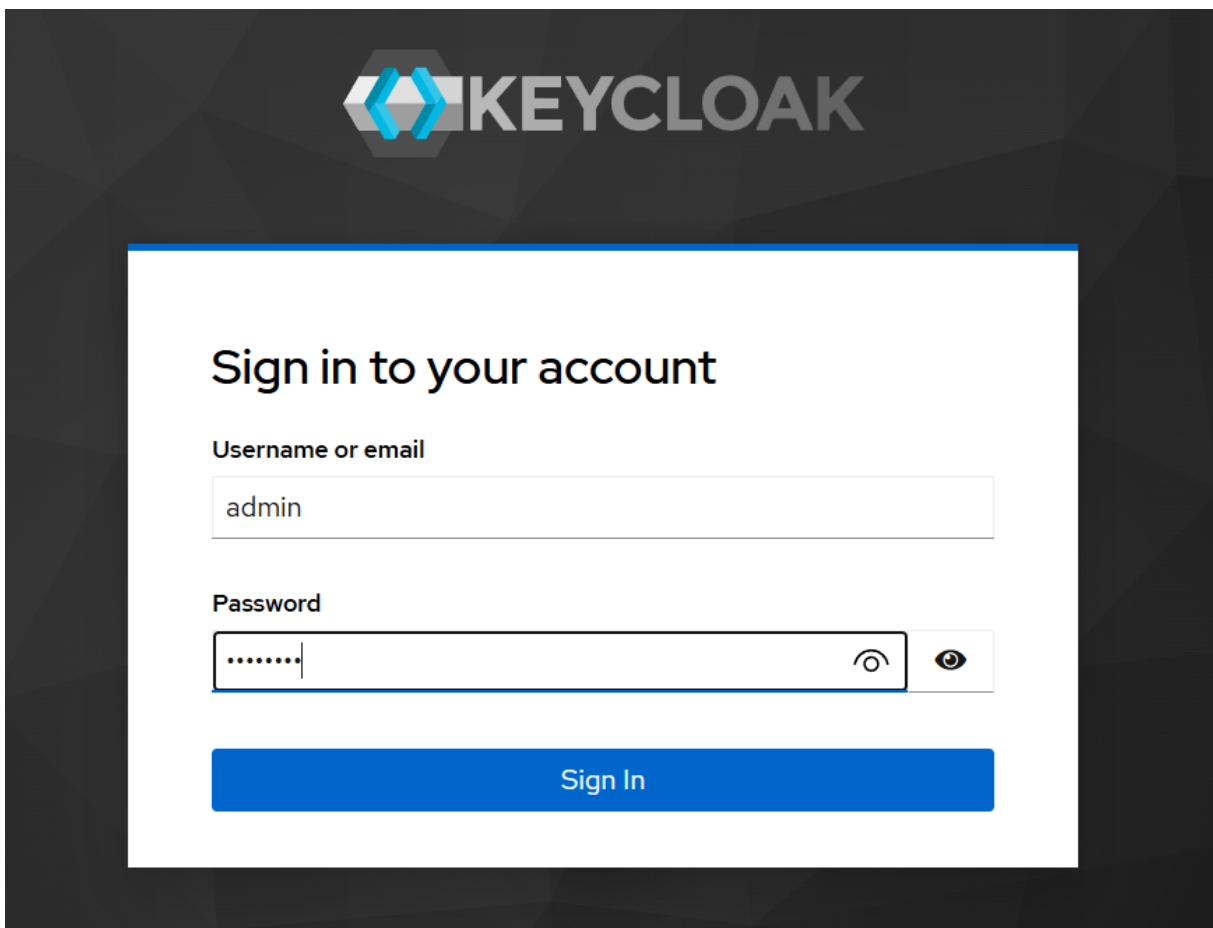 KEYCLOAK
Sign in to your account
Username or email
admin
Password
••••••••
Sign In